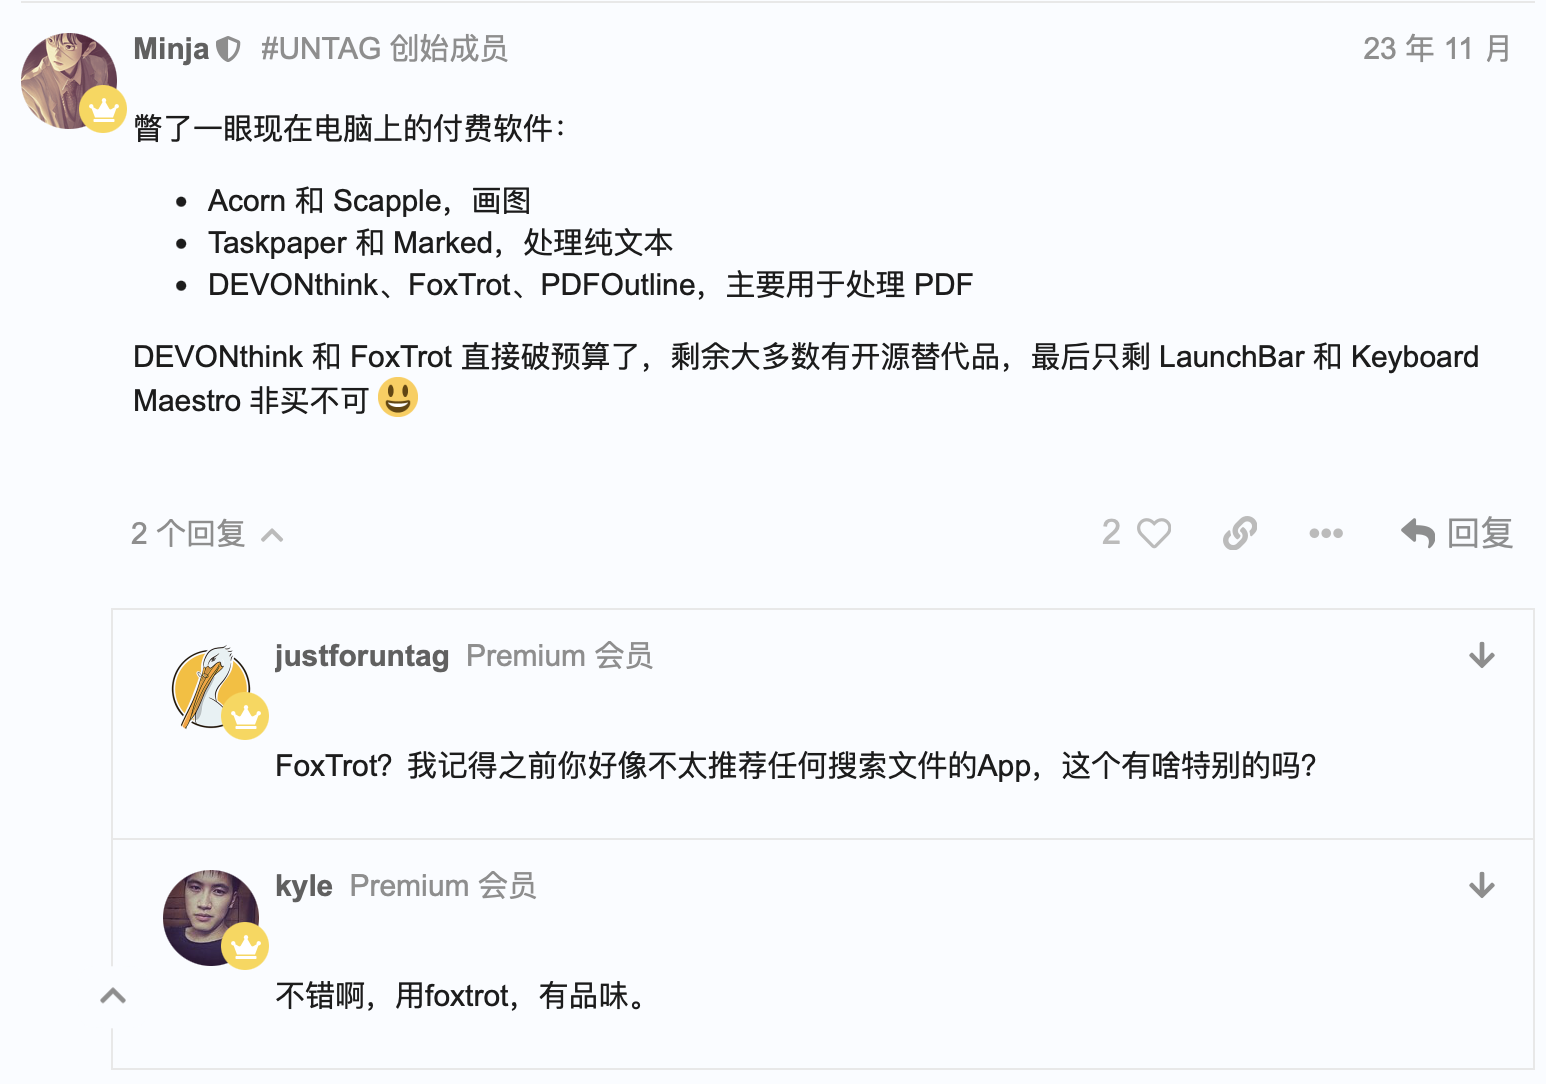 Minja #UNTAG 创始成员 23 年 11 月
瞥了一眼现在电脑上的付费软件：
• Acorn 和 Scapple，画图
• Taskpaper 和 Marked，处理纯文本
• DEVONthink、FoxTrot、PDFOutline，主要用于处理 PDF
DEVONthink 和 FoxTrot 直接破预算了，剩余大多数有开源替代品，最后只剩 LaunchBar 和 Keyboard
Maestro 非买不可 😃
2 个回复 2 回复
justforuntag Premium 会员
FoxTrot？我记得之前你好像不太推荐任何搜索文件的App，这个有啥特别的吗？
kyle Premium 会员
不错啊，用foxtrot，有品味。